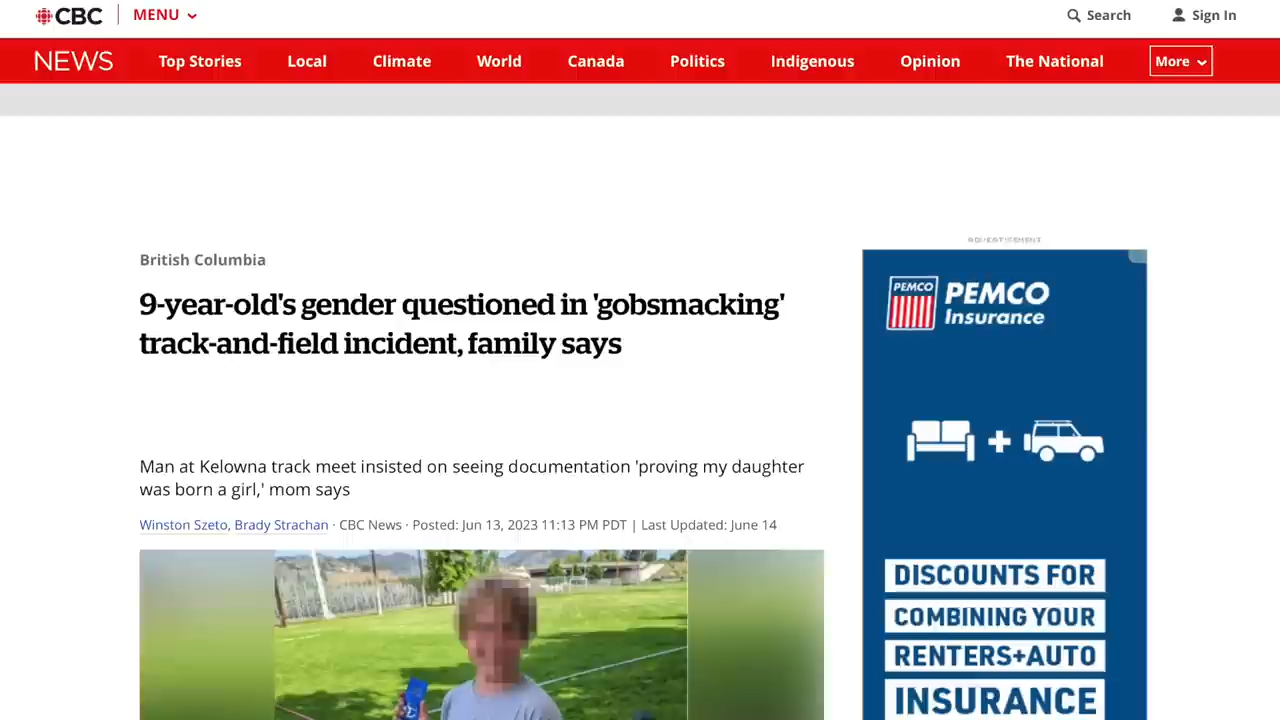 CBC MENU Search Sign In
NEWS Top Stories Local Climate World Canada Politics Indigenous Opinion The National More
ADVERTISEMENT
British Columbia
9-year-old's gender questioned in 'gobsmacking'
track-and-field incident, family says
Man at Kelowna track meet insisted on seeing documentation 'proving my daughter
was born a girl,' mom says
Winston Szeto, Brady Strachan · CBC News · Posted: Jun 13, 2023 11:13 PM PDT | Last Updated: June 14
PEMCO
PEMCO
Insurance
+
DISCOUNTS FOR
COMBINING YOUR
RENTERS+AUTO
INSURANCE